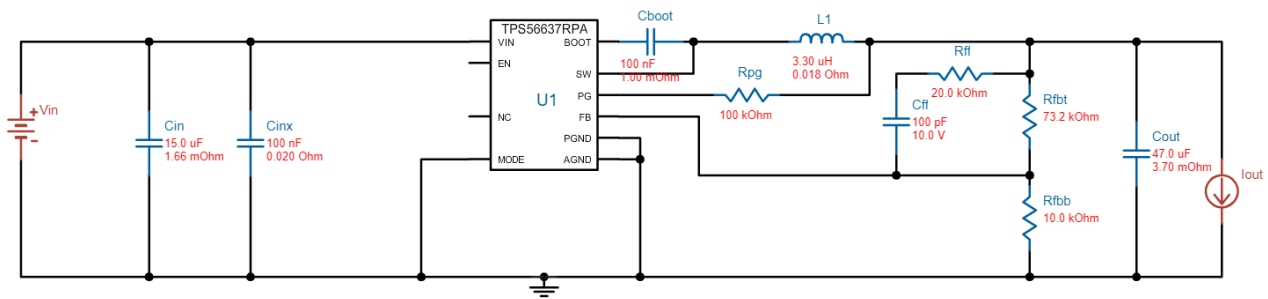 TPS56637RPA
VIN
BOOT
EN
SW
PG
NC
FB
PGND
MODE
AGND
U1
Cboot
100 nF
1.00 mOhm
L1
3.30 uH
0.018 Ohm
Rpg
100 kOhm
Rff
20.0 kOhm
Cff
100 pF
10.0 V
Rfbt
73.2 kOhm
Rfbb
10.0 kOhm
Cout
47.0 uF
3.70 mOhm
Iout
+
Vin
-
Cin
15.0 uF
1.66 mOhm
Cinx
100 nF
0.020 Ohm